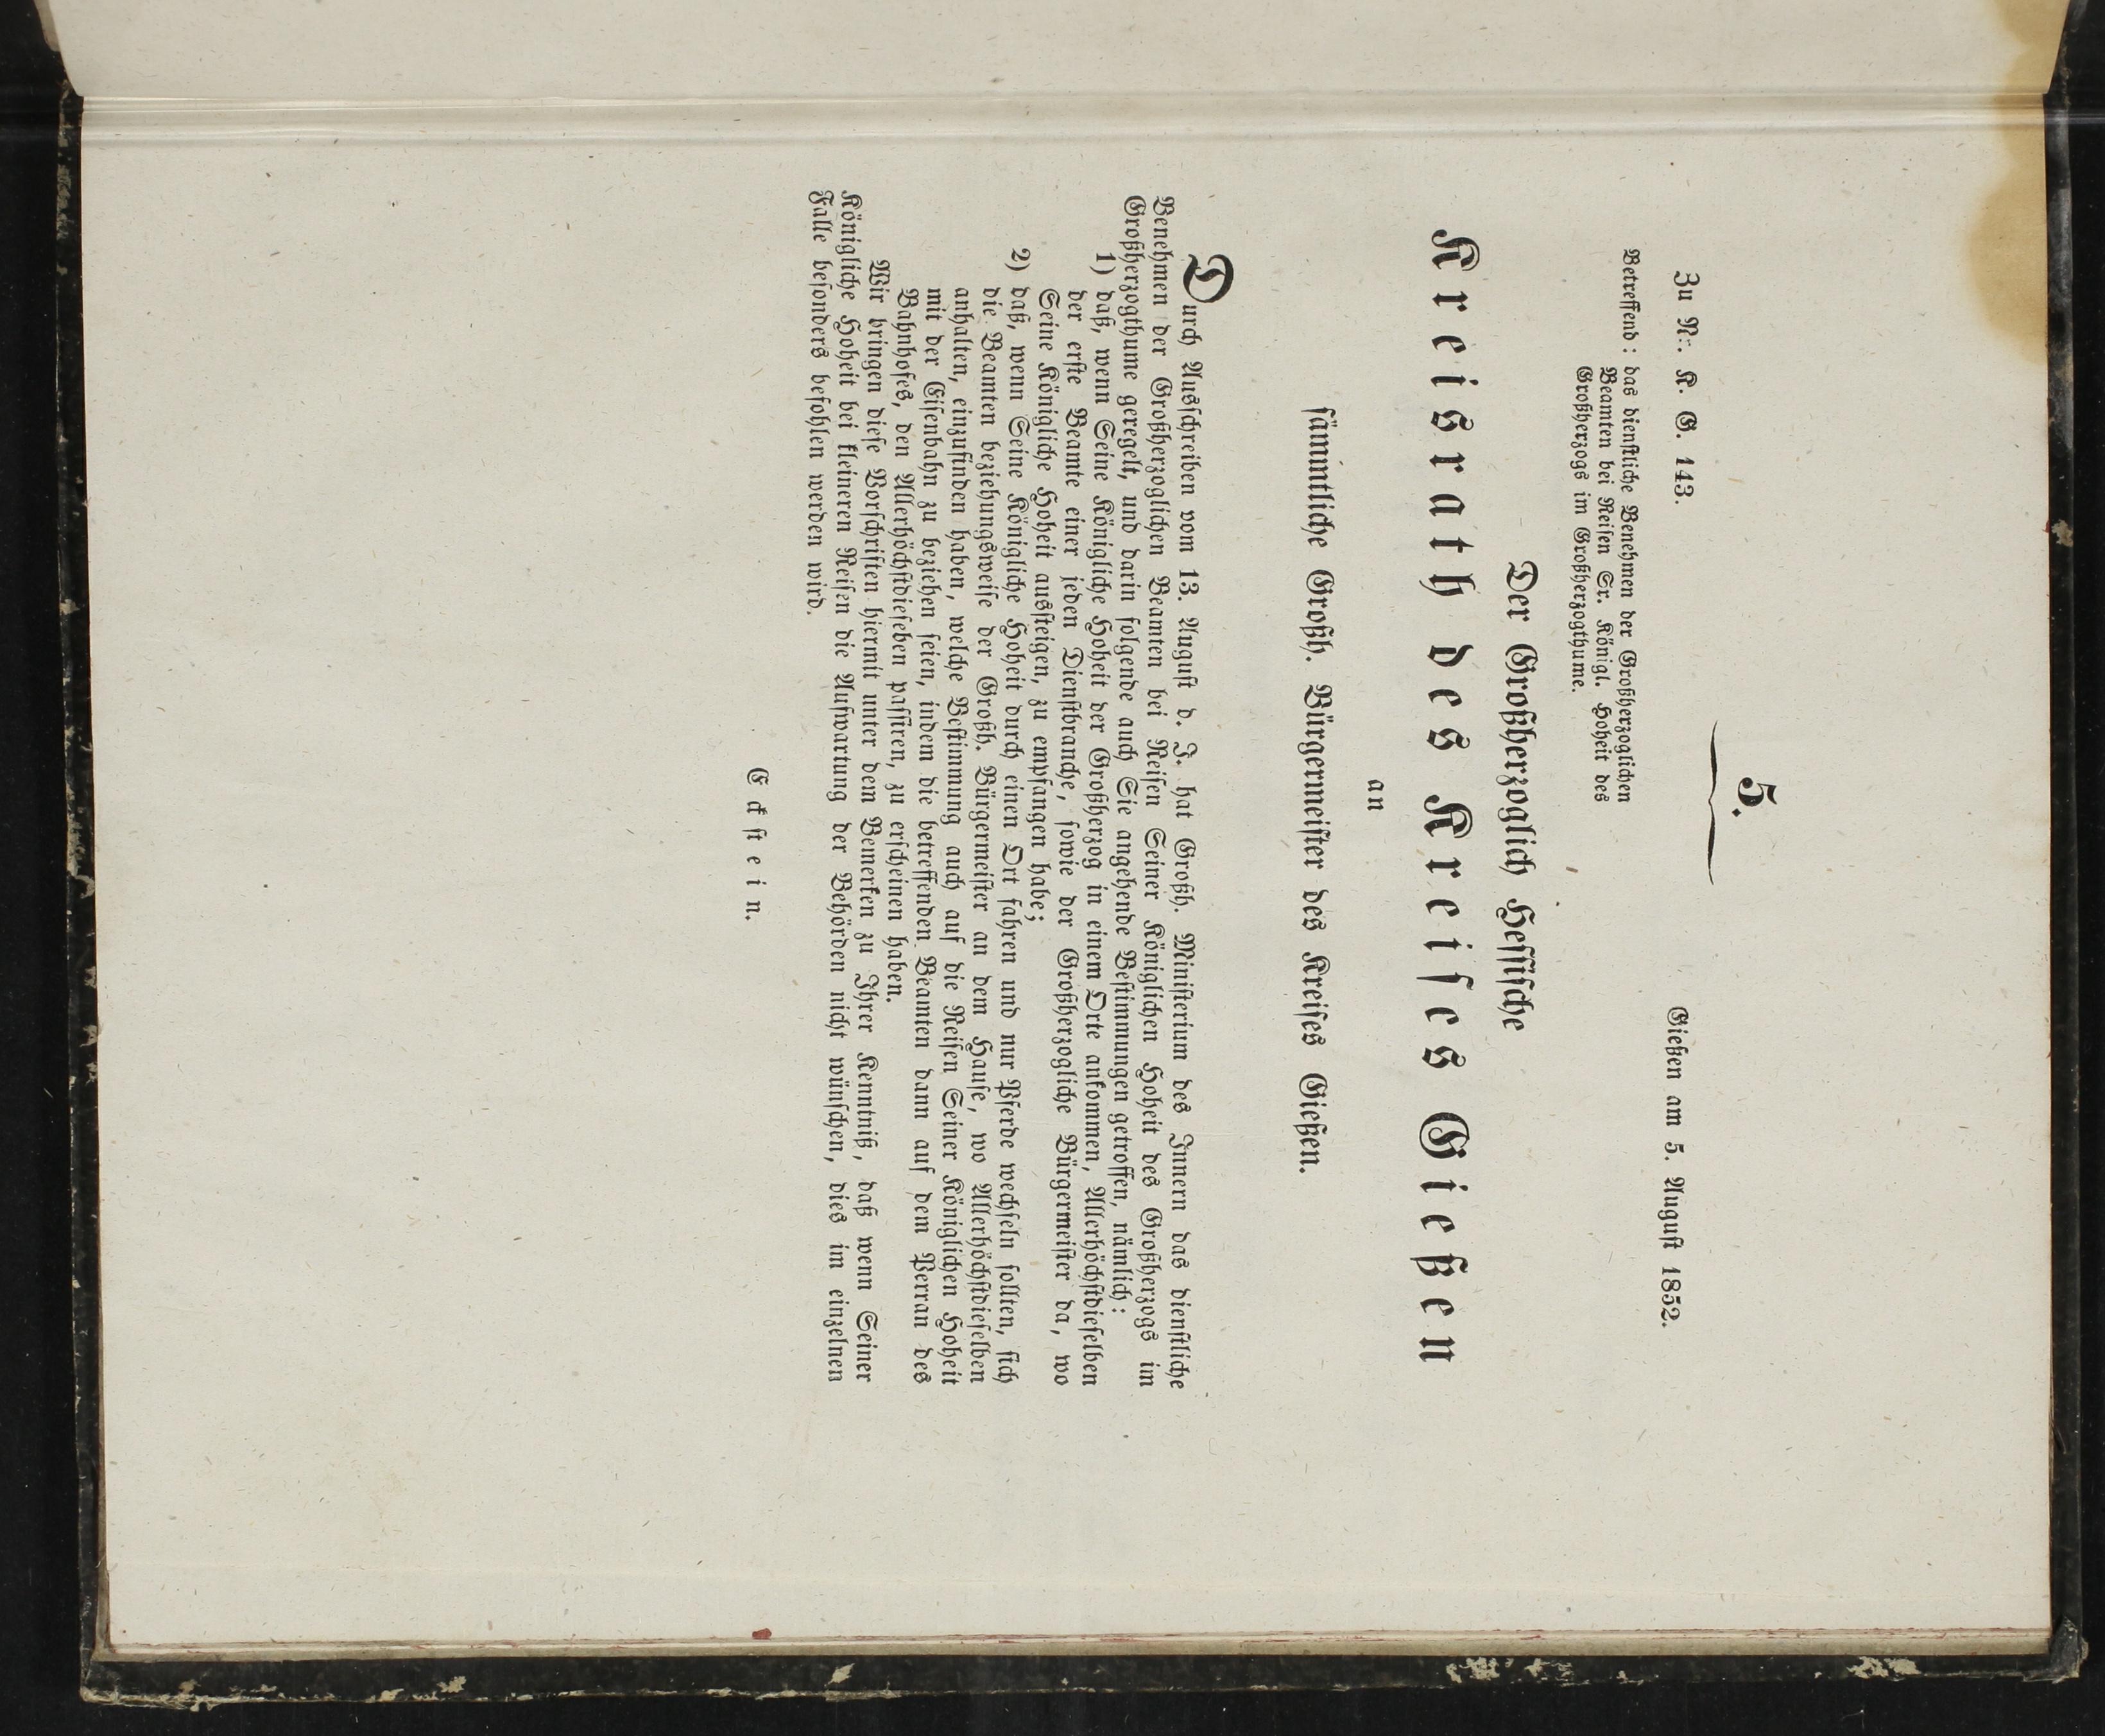 5.
Zu Nr. K. G. 143.
Gießen am 5. August 1852.
Betreffend: das dienstliche Benehmen der Großherzoglichen
Beamten bei Reisen Sr. Königl. Hoheit des
Großherzogs im Großherzogthume.
Der Großherzoglich Hessische
Kreisrath des Kreises Gießen
an
sämmtliche Großh. Bürgermeister des Kreises Gießen.
Durch Ausschreiben vom 13. August d. J. hat Großh. Ministerium des Innern das dienstliche
Benehmen der Großherzoglichen Beamten bei Reisen Seiner Königlichen Hoheit des Großherzogs im
Großherzogthume geregelt, und darin folgende auch Sie angehende Bestimmungen getroffen, nämlich:
1) daß, wenn Seine Königliche Hoheit der Großherzog in einem Orte ankommen, Allerhöchstdieselben
der erste Beamte einer jeden Dienstbranche, sowie der Großherzogliche Bürgermeister da, wo
Seine Königliche Hoheit aussteigen, zu empfangen habe;
2) daß, wenn Seine Königliche Hoheit durch einen Ort fahren und nur Pferde wechseln sollten, sich
die Beamten beziehungsweise der Großh. Bürgermeister an dem Hause, wo Allerhöchstdieselben
anhalten, einzufinden haben, welche Bestimmung auch auf die Reisen Seiner Königlichen Hoheit
mit der Eisenbahn zu beziehen seien, indem die betreffenden Beamten dann auf dem Perran des
Bahnhofes, den Allerhöchstdieseben passiren, zu erscheinen haben.
Wir bringen diese Vorschriften hiermit unter dem Bemerken zu Ihrer Kenntniß, daß wenn Seiner
Königliche Hoheit bei kleineren Reisen die Aufwartung der Behörden nicht wünschen, dies im einzelnen
Falle besonders befohlen werden wird.
Eckstein.